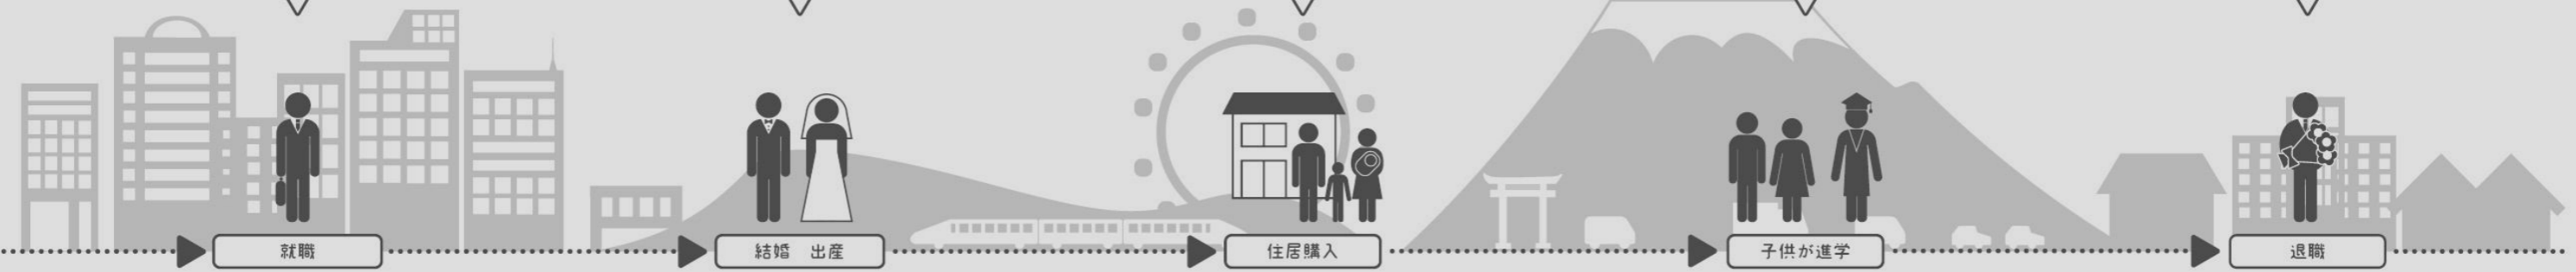 就職
結婚　出産
住居購入
子供が進学
退職